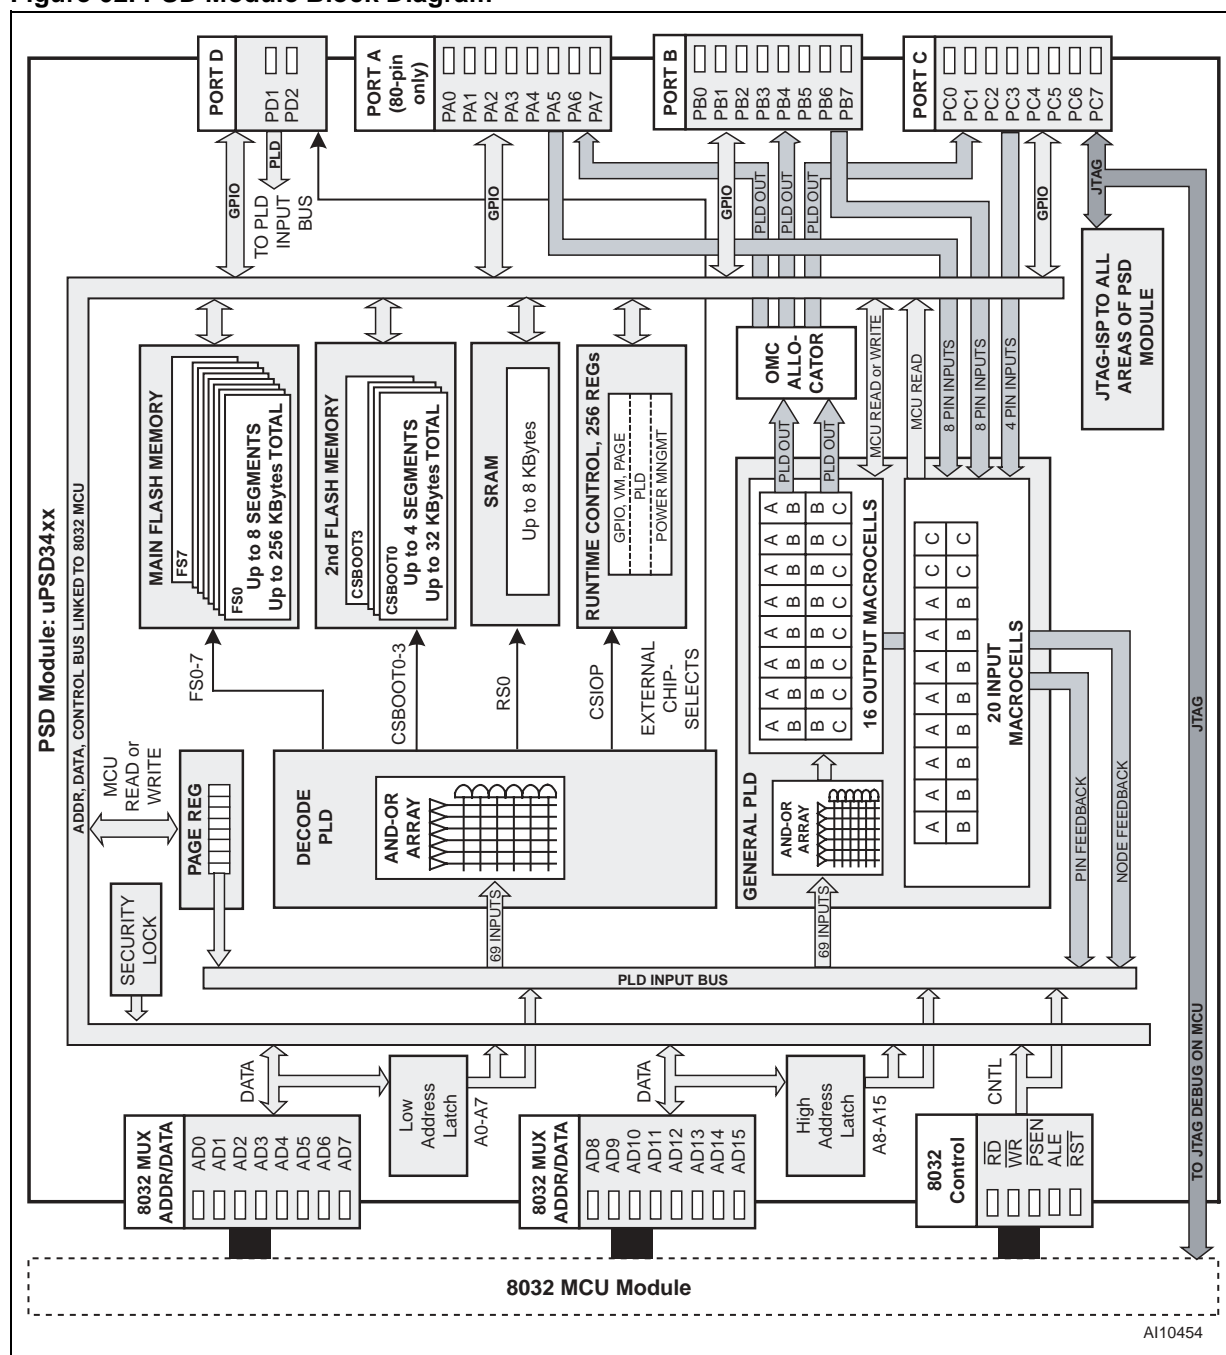 Figure 62. PSD Module Block Diagram
PORT D
PD1
PD2
PORT A
(80-pin
only)
PA0
PA1
PA2
PA3
PA4
PA5
PA6
PA7
PORT B
PB0
PB1
PB2
PB3
PB4
PB5
PB6
PB7
PORT C
PC0
PC1
PC2
PC3
PC4
PC5
PC6
PC7
GPIO
PLD
TO PLD
INPUT
BUS
GPIO
GPIO
PLD OUT
PLD OUT
PLD OUT
GPIO
JTAG
JTAG-ISP TO ALL
AREAS OF PSD
MODULE
PSD Module: uPSD34xx
ADDR, DATA, CONTROL BUS LINKED TO 8032 MCU
MAIN FLASH MEMORY
FS7
FS0
Up to 8 SEGMENTS
Up to 256 KBytes TOTAL
2nd FLASH MEMORY
CSBOOT3
CSBOOT0
Up to 4 SEGMENTS
Up to 32 KBytes TOTAL
SRAM
Up to 8 KBytes
RUNTIME CONTROL, 256 REGs
GPIO, VM, PAGE
PLD
POWER MNGMT
OMC
ALLO-
CATOR
MCU READ or WRITE
MCU READ
8 PIN INPUTS
8 PIN INPUTS
4 PIN INPUTS
PLD OUT
PLD OUT
FS0-7
CSBOOT0-3
RS0
CSIOP
EXTERNAL
CHIP-
SELECTS
MCU
READ or
WRITE
PAGE REG
DECODE
PLD
AND-OR
ARRAY
GENERAL PLD
AND-OR
ARRAY
A A A A A A A A
B B B B B B B B
B B B B B B B B
C C C C C C C C
16 OUTPUT MACROCELLS
A A A A A A A A C C
B B B B B B B B C C
20 INPUT
MACROCELLS
PIN FEEDBACK
NODE FEEDBACK
JTAG
SECURITY
LOCK
69 INPUTS
69 INPUTS
PLD INPUT BUS
DATA
Low
Address
Latch
A0-A7
DATA
High
Address
Latch
A8-A15
CNTL
8032 MUX
ADDR/DATA
AD0
AD1
AD2
AD3
AD4
AD5
AD6
AD7
8032 MUX
ADDR/DATA
AD8
AD9
AD10
AD11
AD12
AD13
AD14
AD15
8032
Control
RD
WR
PSEN
ALE
RST
TO JTAG DEBUG ON MCU
8032 MCU Module
AI10454